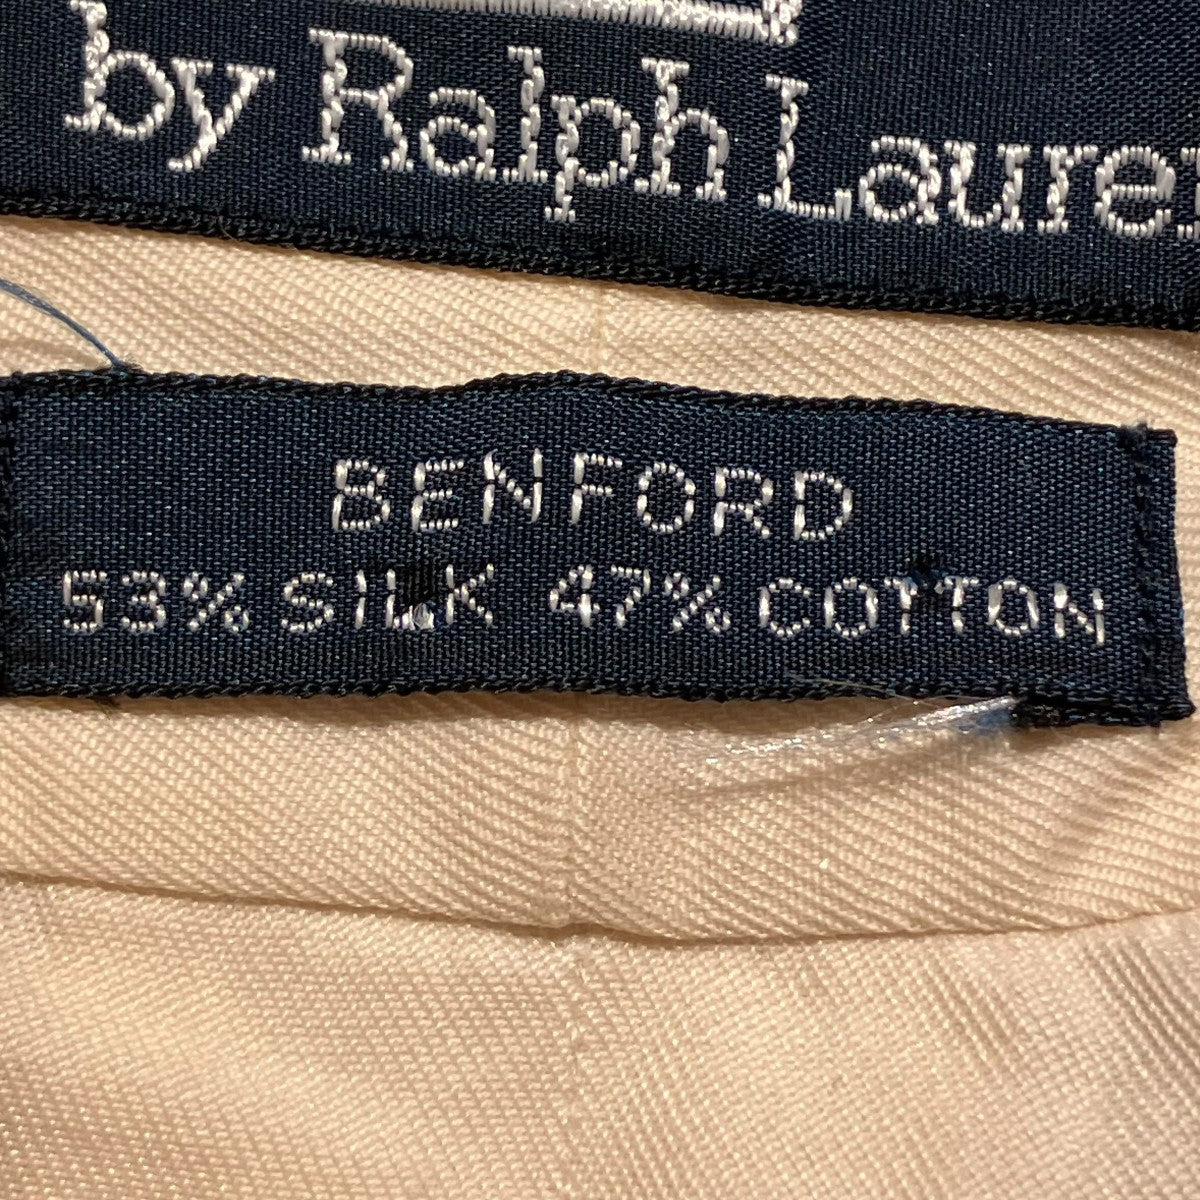 by Ralph Lauren
BENFORD
53% SILK 47% COTTON